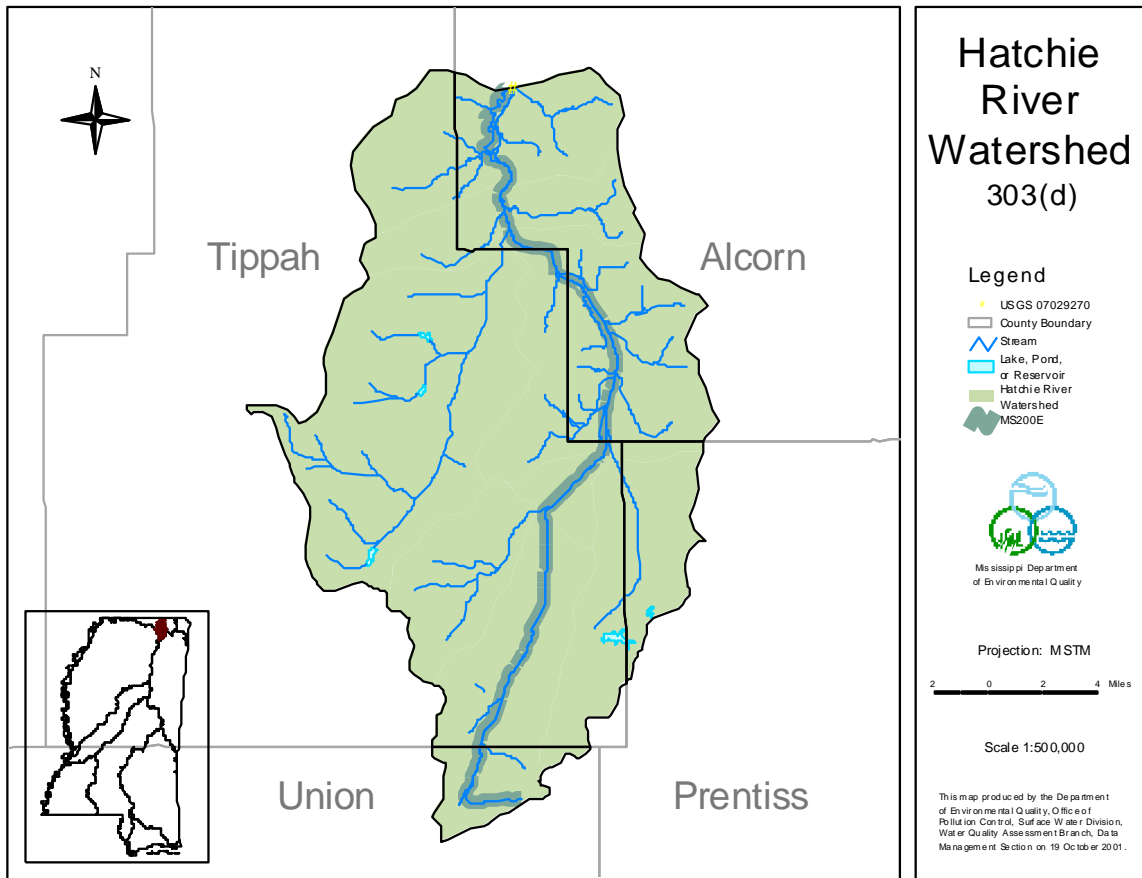 N
Tippah
Alcorn
Union
Prentiss
Hatchie
River
Watershed
303(d)
Legend
USGS 07029270
County Boundary
Stream
Lake, Pond,
or Reservoir
Hatchie River
Watershed
MS200E
Mississippi Department
of Environmental Quality
Projection: MSTM
2 0 2 4 Miles
Scale 1:500,000
This map produced by the Department
of Environmental Quality, Office of
Pollution Control, Surface Water Division,
Water Quality Assessment Branch, Data
Management Section on 19 October 2001.